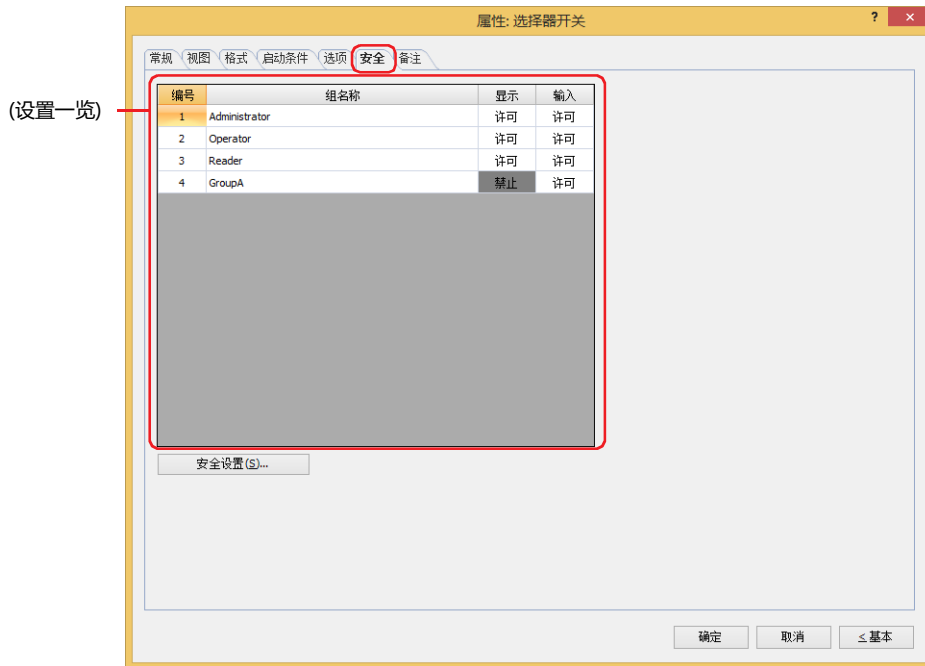 属性: 选择器开关
? ×
常规 视图 格式 启动条件 选项 安全 备注
(设置一览)
编号 组名称 显示 输入
1 Administrator 许可 许可
2 Operator 许可 许可
3 Reader 许可 许可
4 GroupA 禁止 许可
安全设置(S)...
确定 取消 ≤基本